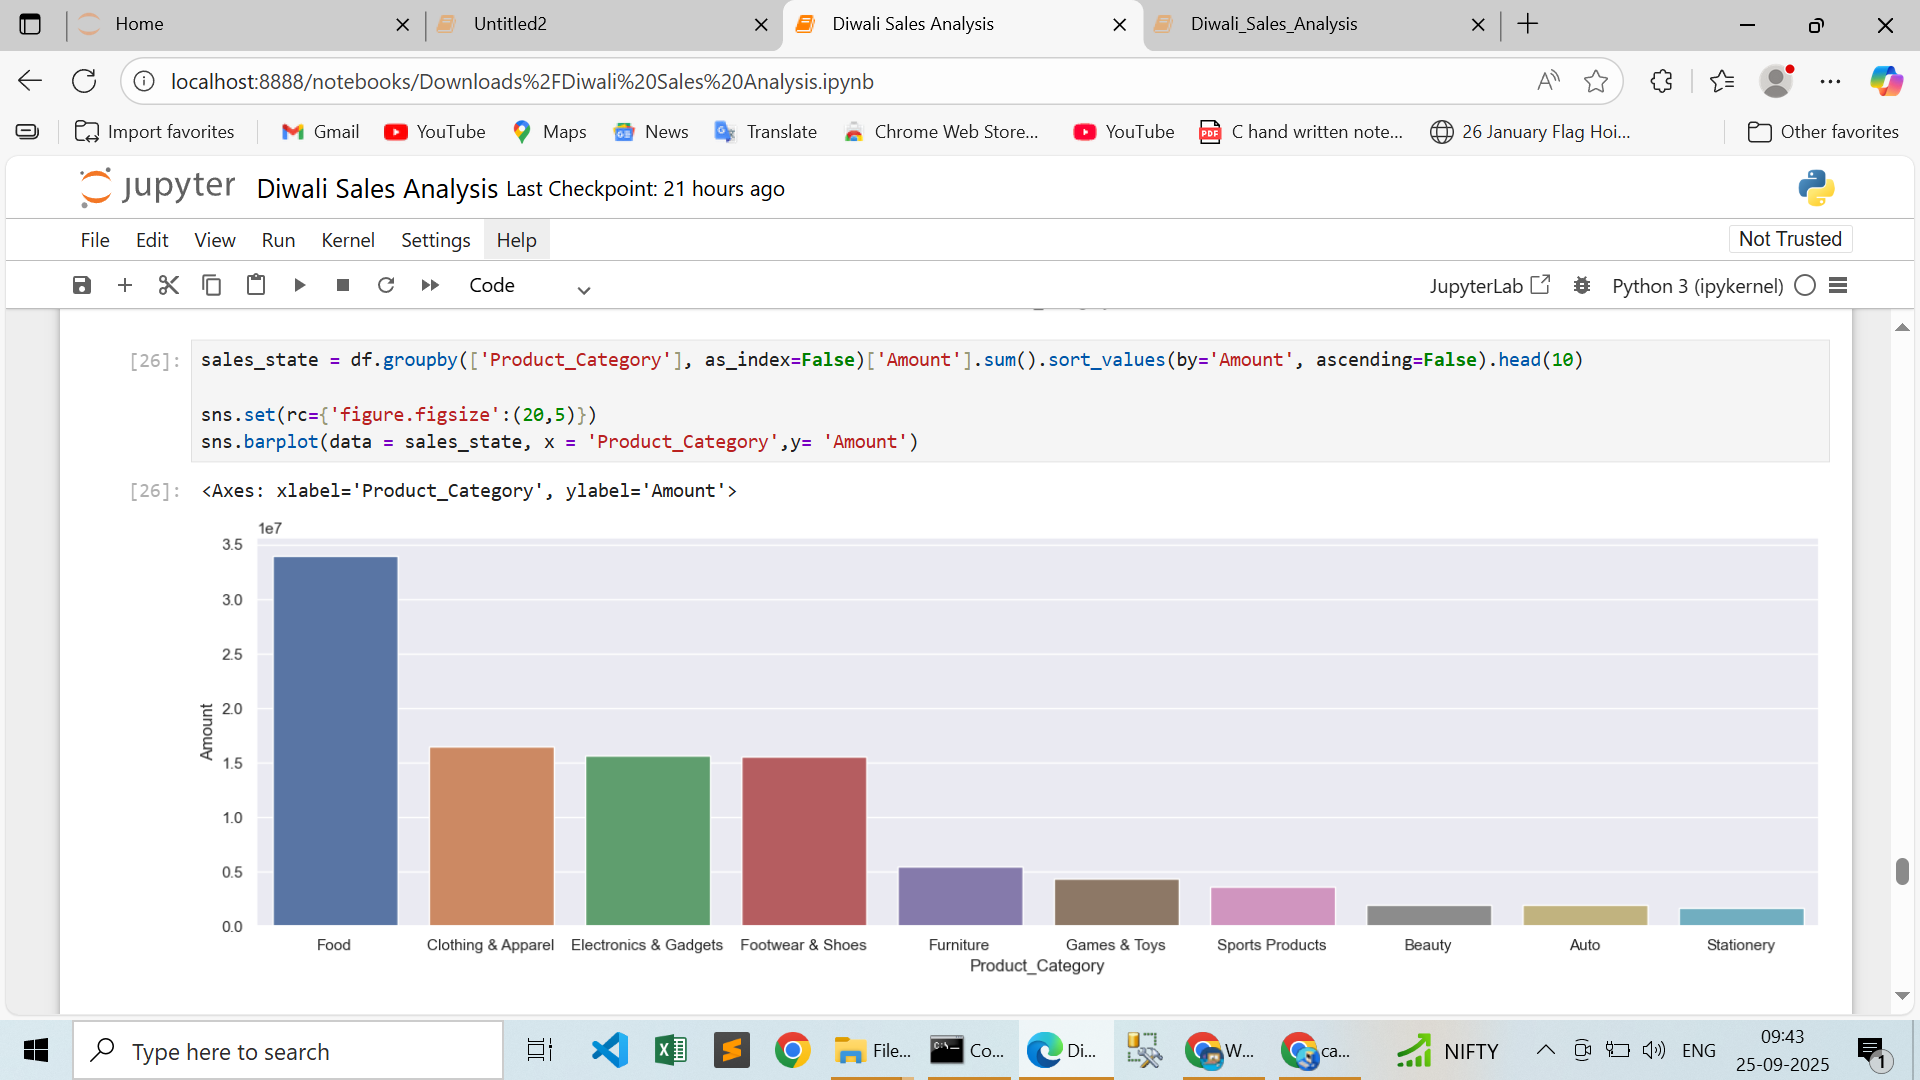 Home
Untitled2
Diwali Sales Analysis
Diwali_Sales_Analysis
localhost:8888/notebooks/Downloads%2FDiwali%20Sales%20Analysis.ipynb
Import favorites
Gmail
YouTube
Maps
News
Translate
Chrome Web Store...
YouTube
PDF
C hand written note...
26 January Flag Hoi...
Other favorites
jupyter
Diwali Sales Analysis Last Checkpoint: 21 hours ago
File Edit View Run Kernel Settings Help
Not Trusted
Code
JupyterLab
Python 3 (ipykernel)
[26]:
sales_state = df.groupby(['Product_Category'], as_index=False)['Amount'].sum().sort_values(by='Amount', ascending=False).head(10)
sns.set(rc={'figure.figsize':(20,5)})
sns.barplot(data = sales_state, x = 'Product_Category',y= 'Amount')
[26]:
<Axes: xlabel='Product_Category', ylabel='Amount'>
1e7
3.5
3.0
2.5
2.0
1.5
1.0
0.5
0.0
Amount
Food
Clothing & Apparel
Electronics & Gadgets
Footwear & Shoes
Furniture
Games & Toys
Sports Products
Beauty
Auto
Stationery
Product_Category
Type here to search
File...
Co...
Di...
W...
ca...
NIFTY
ENG
09:43
25-09-2025
1